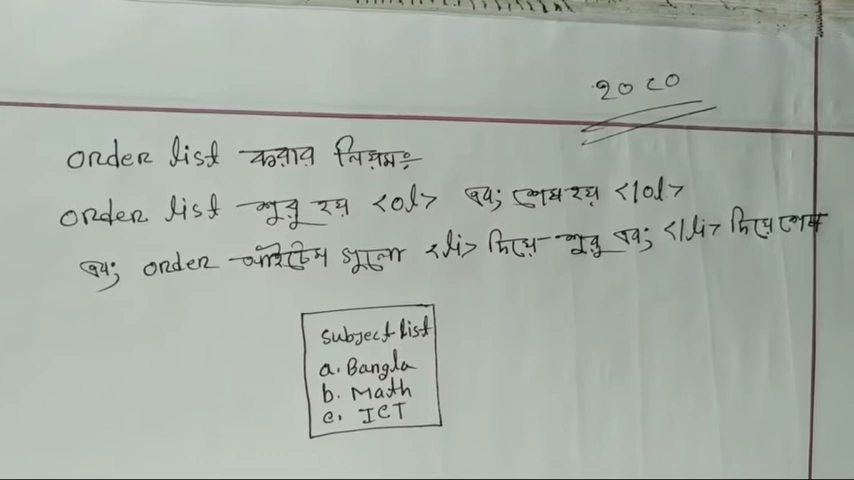 2020
order list করার নিয়মঃ
order list শুরু হয় <ol> এবং শেষ হয় </ol>
এবং order আইটেম গুলো <li> দিয়ে শুরু এবং </li> দিয়ে শেষ
Subject list
a. Bangla
b. Math
c. ICT